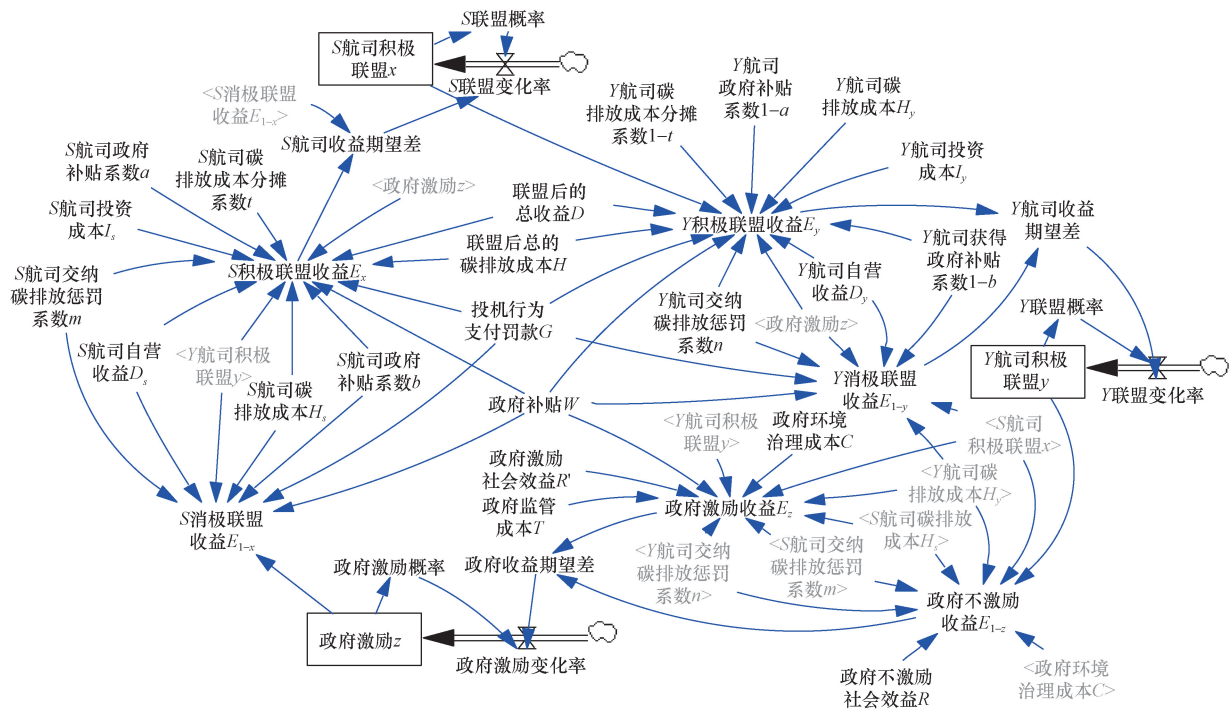 S联盟概率
S航司积极
联盟x
S联盟变化率
<S消极联盟
收益E1−x>
S航司收益期望差
S航司政府
补贴系数a
S航司碳
排放成本分摊
系数t
<政府激励z>
S航司投资
成本Is
S航司交纳
碳排放惩罚
系数m
S积极联盟收益Ex
S航司自营
收益Ds
<Y航司积极
联盟y>
S航司碳
排放成本Hs
S航司政府
补贴系数b
S消极联盟
收益E1−x
联盟后的
总收益D
联盟后总的
碳排放成本H
投机行为
支付罚款G
政府补贴W
Y航司碳
排放成本分摊
系数1−t
Y航司
政府补贴
系数1−a
Y航司碳
排放成本Hy
Y航司投资
成本Iy
Y积极联盟收益Ey
Y航司收益
期望差
Y航司获得
政府补贴
系数1−b
Y航司自营
收益Dy
Y航司交纳
碳排放惩罚
系数n
<政府激励z>
Y联盟概率
Y航司积极
联盟y
Y联盟变化率
Y消极联盟
收益E1−y
<Y航司积极
联盟y>
政府环境
治理成本C
<S航司
积极联盟x>
政府激励
社会效益R'
政府监管
成本T
政府激励收益Ez
<Y航司碳
排放成本Hy>
<S航司碳排放
成本Hs>
政府收益期望差
<Y航司交纳
碳排放惩罚
系数n>
<S航司交纳
碳排放惩罚
系数m>
政府不激励
收益E1−z
政府激励概率
政府激励z
政府激励变化率
政府不激励
社会效益R
<政府环境
治理成本C>